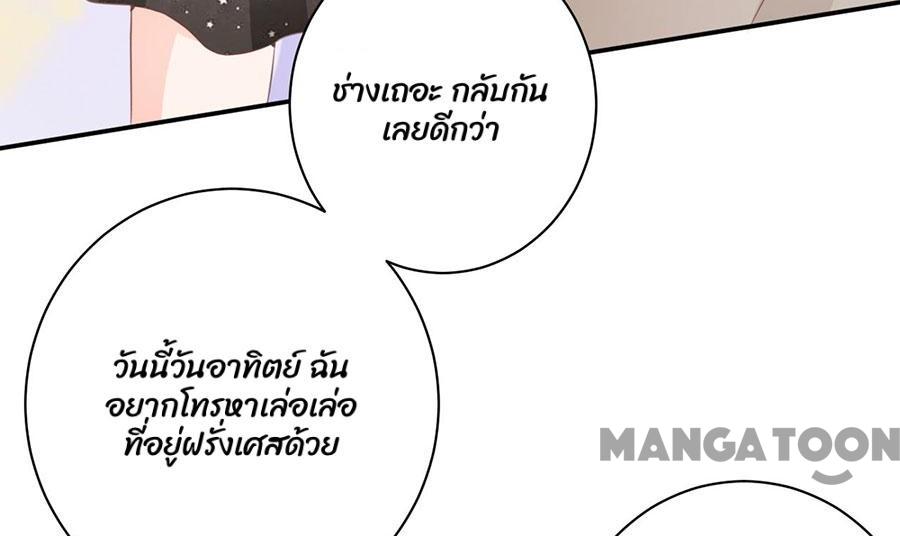 ช่างเถอะ กลับกัน
เลยดีกว่า
วันนี้วันอาทิตย์ ฉัน
อยากโทรหาเล่อเล่อ
ที่อยู่ฝรั่งเศสด้วย
MANGATOON